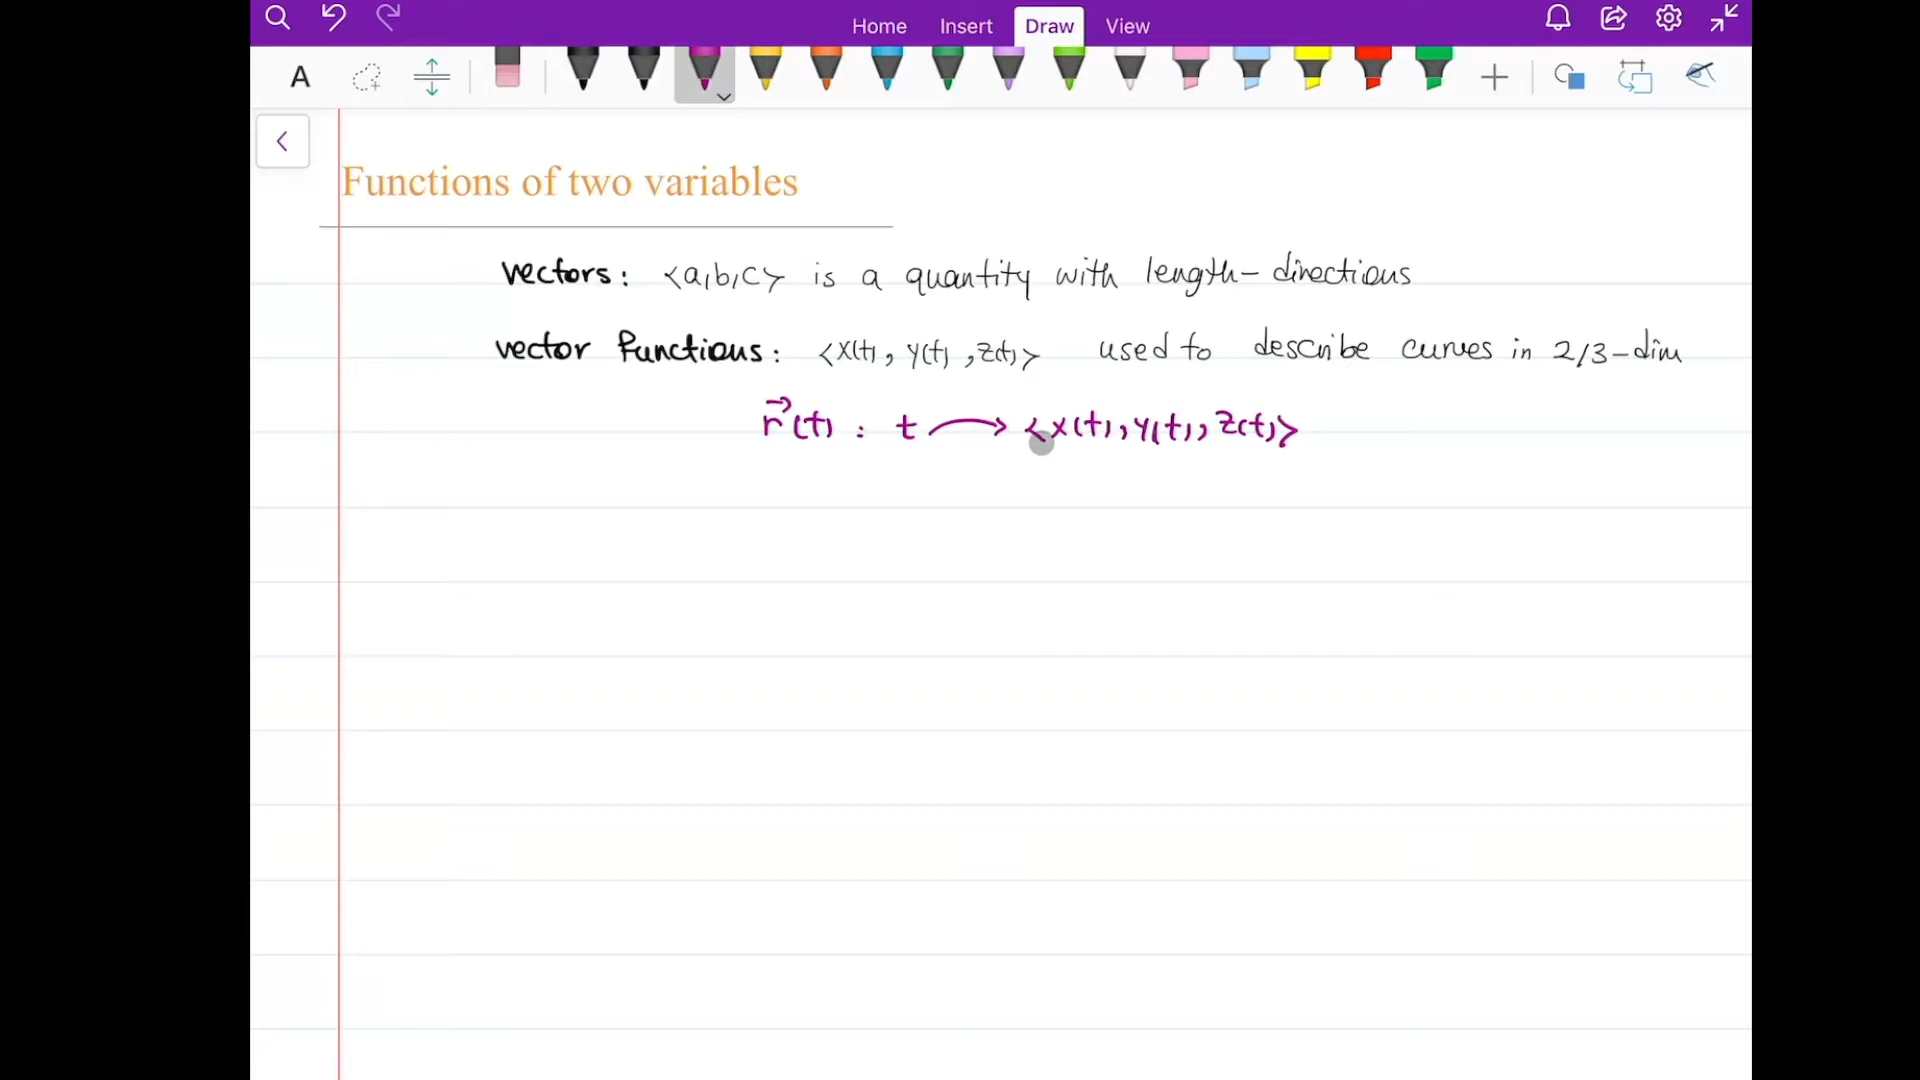 Home Insert Draw View
A
Functions of two variables
vectors: <a,b,c> is a quantity with length-directions
vector functions: <x(t), y(t), z(t)> used to describe curves in 2/3-dim
r⃗(t): t → <x(t), y(t), z(t)>